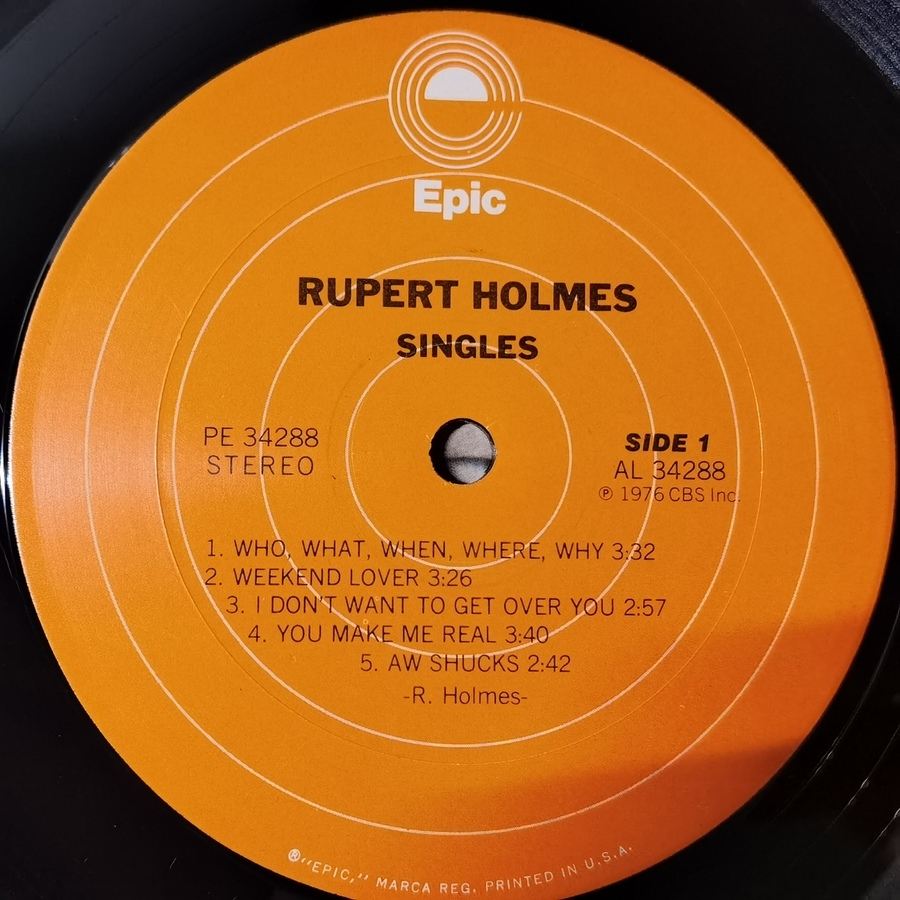 Epic
RUPERT HOLMES
SINGLES
PE 34288
STEREO
SIDE 1
AL 34288
℗ 1976 CBS Inc.
1. WHO, WHAT, WHEN, WHERE, WHY 3:32
2. WEEKEND LOVER 3:26
3. I DON'T WANT TO GET OVER YOU 2:57
4. YOU MAKE ME REAL 3:40
5. AW SHUCKS 2:42
-R. Holmes-
®"EPIC," MARCA REG. PRINTED IN U.S.A.